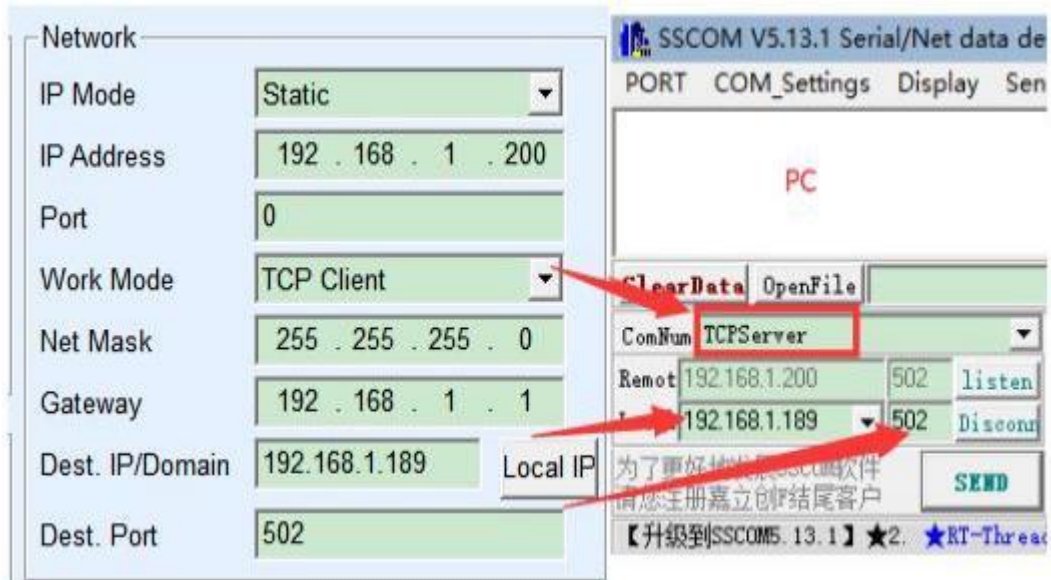 Network
IP Mode Static
IP Address 192 . 168 . 1 . 200
Port 0
Work Mode TCP Client
Net Mask 255 . 255 . 255 . 0
Gateway 192 . 168 . 1 . 1
Dest. IP/Domain 192.168.1.189 Local IP
Dest. Port 502
SSCOM V5.13.1 Serial/Net data de
PORT COM_Settings Display Sen
PC
ClearData OpenFile
ComNum TCPServer
Remot 192.168.1.200 502 listen
192.168.1.189 502 Disconn
为了更好地发展SSCOM软件
请您注册嘉立创F结尾客户
SEND
【升级到SSCOM5.13.1】★2. ★RT-Thread